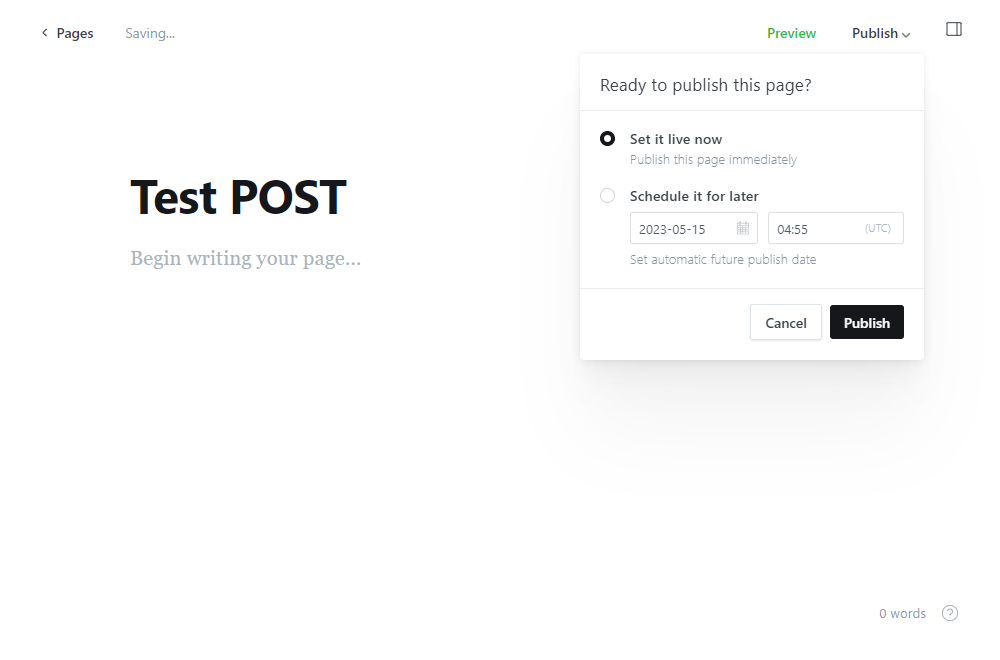 Pages
Saving...
Preview
Publish
Ready to publish this page?
Set it live now
Publish this page immediately
Schedule it for later
2023-05-15
04:55 (UTC)
Set automatic future publish date
Cancel
Publish
Test POST
Begin writing your page...
0 words
?